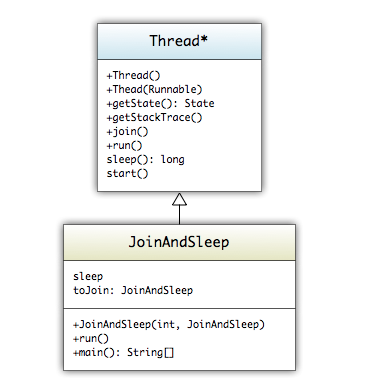 Thread*
+Thread()
+Thead(Runnable)
+getState(): State
+getStackTrace()
+join()
+run()
sleep(): long
start()
JoinAndSleep
sleep
toJoin: JoinAndSleep
+JoinAndSleep(int, JoinAndSleep)
+run()
+main(): String[]